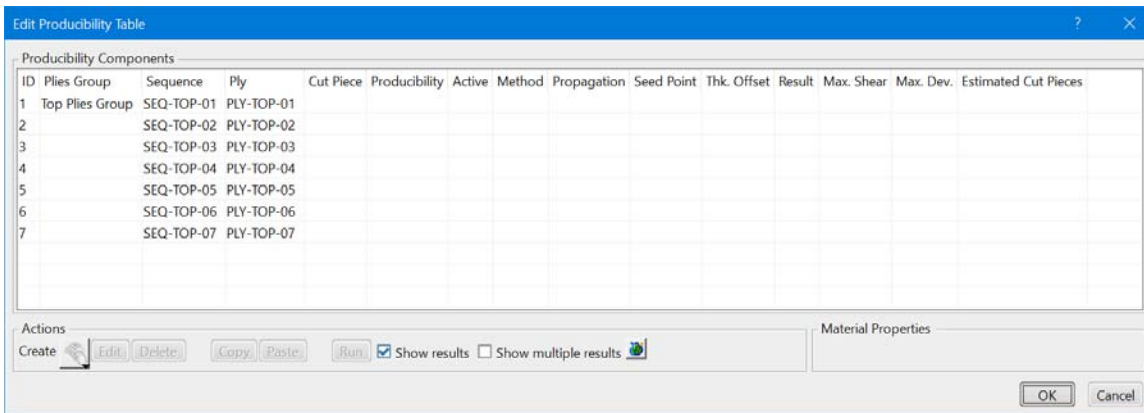 Edit Producibility Table ?
Producibility Components
ID Plies Group Sequence Ply Cut Piece Producibility Active Method Propagation Seed Point Thk. Offset Result Max. Shear Max. Dev. Estimated Cut Pieces
1 Top Plies Group SEQ-TOP-01 PLY-TOP-01
2 SEQ-TOP-02 PLY-TOP-02
3 SEQ-TOP-03 PLY-TOP-03
4 SEQ-TOP-04 PLY-TOP-04
5 SEQ-TOP-05 PLY-TOP-05
6 SEQ-TOP-06 PLY-TOP-06
7 SEQ-TOP-07 PLY-TOP-07
Actions Material Properties
Create Edit Delete Copy Paste Run Show results Show multiple results
OK Cancel